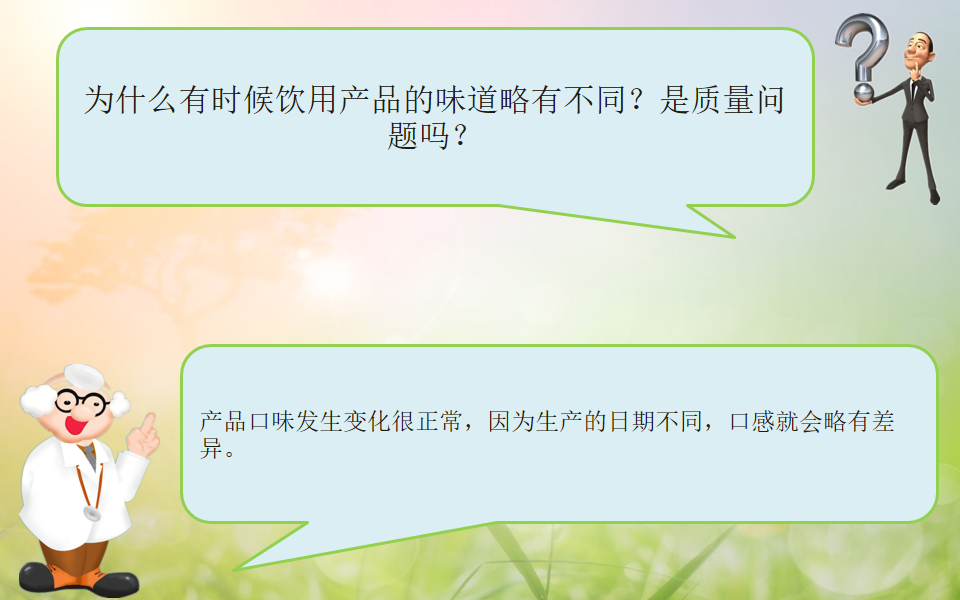 为什么有时候饮用产品的味道略有不同？是质量问
题吗？
产品口味发生变化很正常，因为生产的日期不同，口感就会略有差
异。